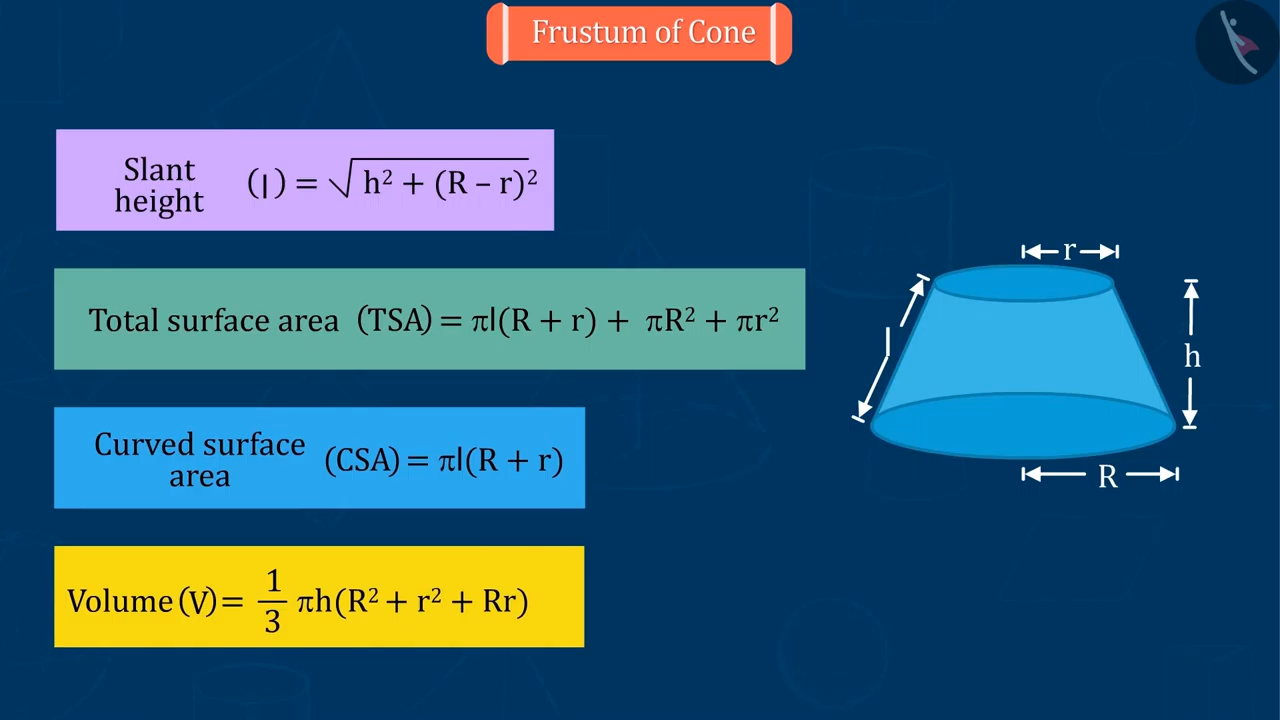 Frustum of Cone
Slant
height (l) = √h² + (R – r)²
Total surface area (TSA) = πl(R + r) + πR² + πr²
Curved surface
area (CSA) = πl(R + r)
Volume (V) = 1/3 πh(R² + r² + Rr)
r
l
h
R